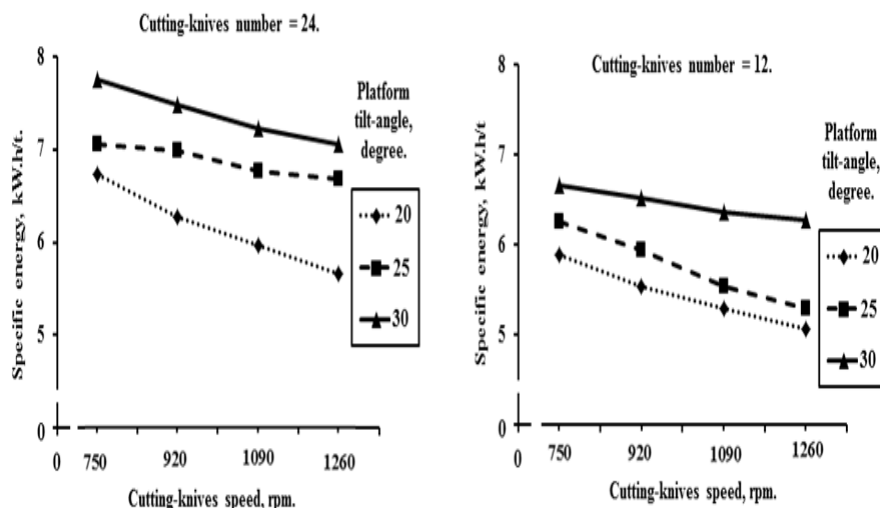 Cutting-knives number = 24.
8
7
6
5
0
Specific energy, kW.h/t.
Platform
tilt-angle,
degree.
20
25
30
0 750 920 1090 1260
Cutting-knives speed, rpm.
Cutting-knives number = 12.
8
7
6
5
0
Specific energy, kW.h/t
Platform
tilt-angle,
degree.
20
25
30
0 750 920 1090 1260
Cutting-knives speed, rpm.